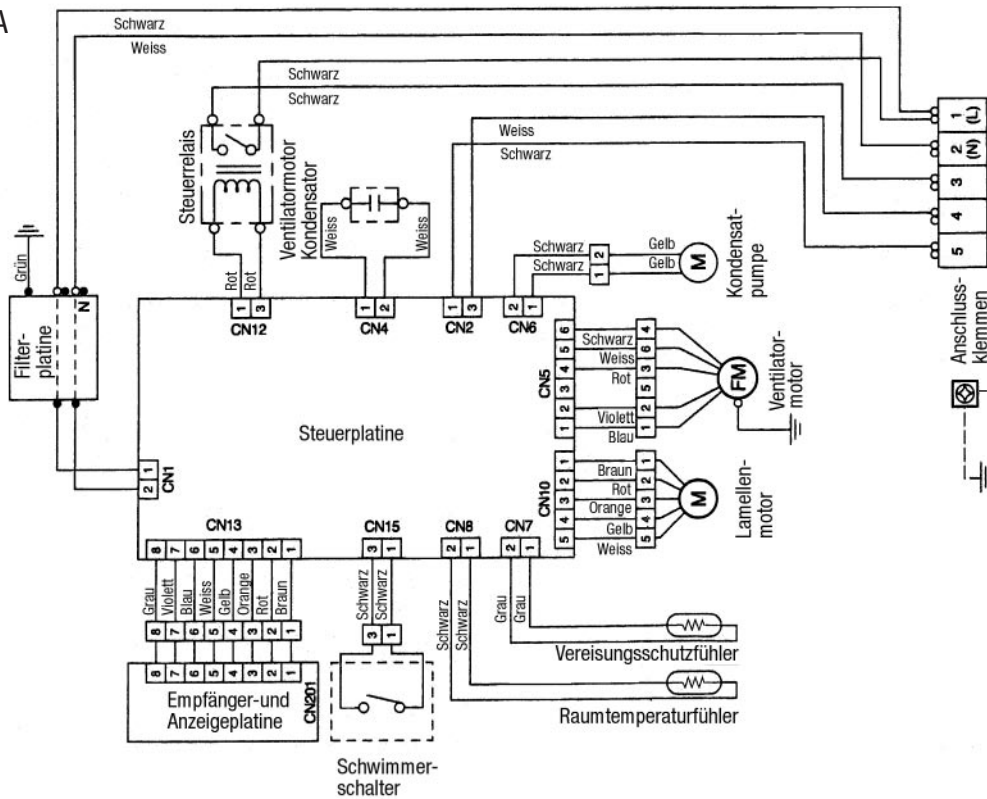 A
Schwarz
Weiss
Schwarz
Schwarz
Weiss
Schwarz
1 (L)
2 (N)
3
4
5
Anschluss-
klemmen
Steuerrelais
Ventilatormotor
Kondensator
Weiss
Weiss
Rot
Rot
Grün
Filter-
platine
N
Schwarz
Schwarz
2
1
Gelb
Gelb
M
Kondensat-
pumpe
1 3
CN12
1 2
CN4
1 3
CN2
2 1
CN6
Steuerplatine
CN5
6
5
4
3
2
1
Schwarz
Weiss
Rot
Violett
Blau
4
6
3
5
2
1
FM
Ventilator-
motor
CN10
1
2
3
4
5
Braun
Rot
Orange
Gelb
Weiss
1
2
3
4
5
M
Lamellen-
motor
2 1
CN1
CN13
8 7 6 5 4 3 2 1
Grau
Violett
Blau
Weiss
Gelb
Orange
Rot
Braun
8 7 6 5 4 3 2 1
8 7 6 5 4 3 2 1
CN201
Empfänger-und
Anzeigeplatine
CN15
3 1
Schwarz
Schwarz
3 1
Schwimmer-
schalter
CN8
2 1
Schwarz
Schwarz
CN7
2 1
Grau
Grau
Vereisungsschutzfühler
Raumtemperaturfühler